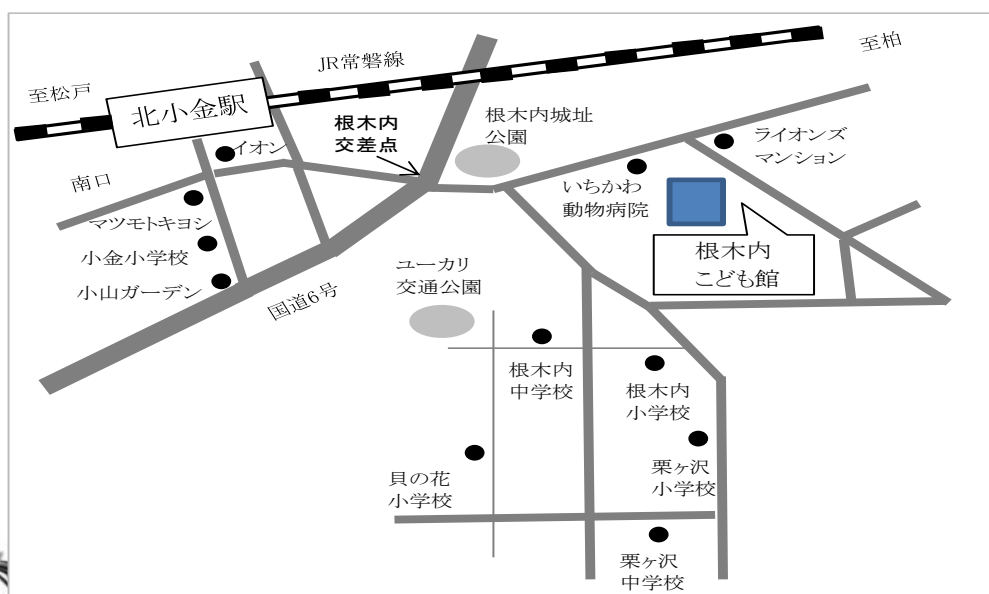 JR常磐線
至柏
至松戸
北小金駅
根木内
交差点
根木内城址
公園
ライオンズ
マンション
イオン
南口
いちかわ
動物病院
マツモトキヨシ
小金小学校
小山ガーデン
根木内
こども館
ユーカリ
交通公園
国道6号
根木内
中学校
根木内
小学校
貝の花
小学校
栗ヶ沢
小学校
栗ヶ沢
中学校